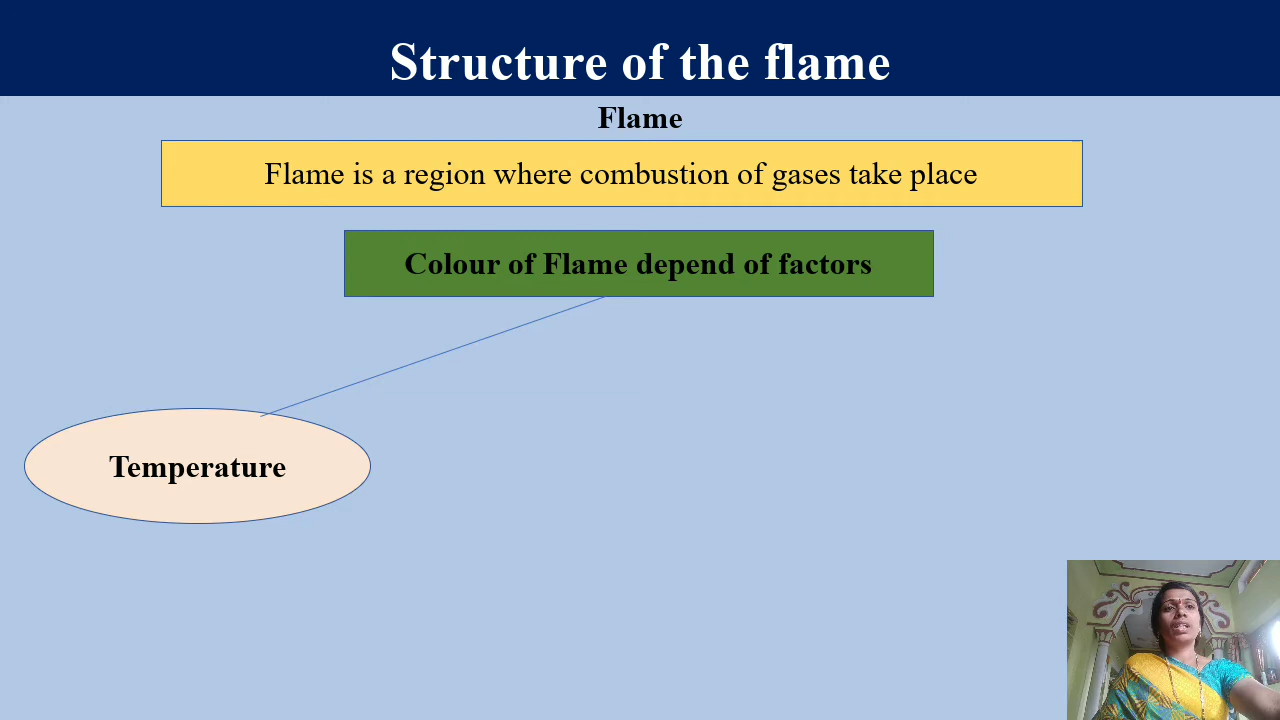 Structure of the flame
Flame
Flame is a region where combustion of gases take place
Colour of Flame depend of factors
Temperature